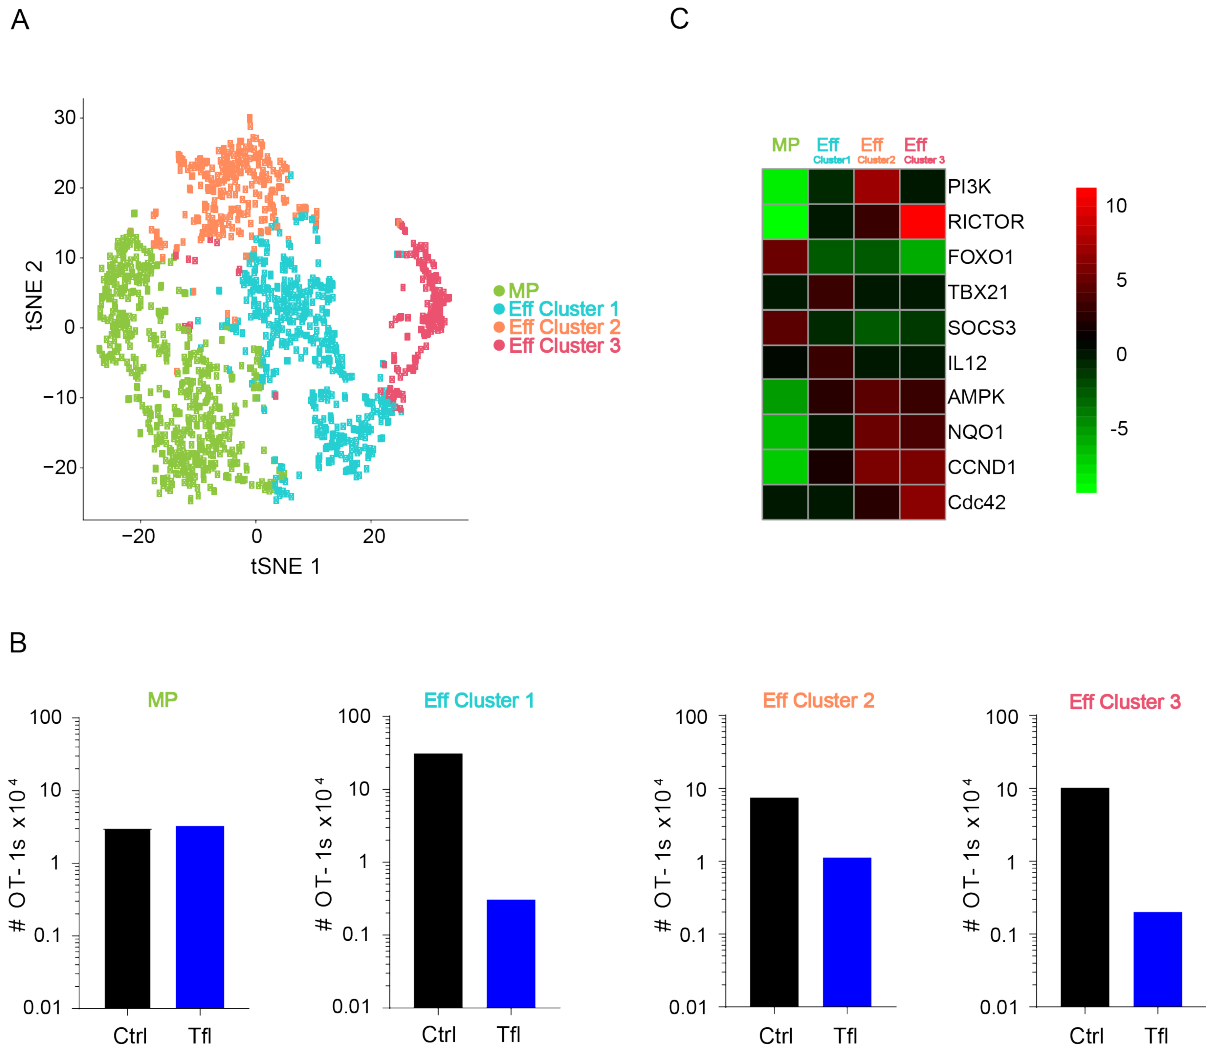 A
C
30
20
10
0
−10
−20
tSNE 2
−20
0
20
tSNE 1
MP
Eff Cluster 1
Eff Cluster 2
Eff Cluster 3
MP
Eff
Cluster1
Eff
Cluster2
Eff
Cluster 3
PI3K
RICTOR
FOXO1
TBX21
SOCS3
IL12
AMPK
NQO1
CCND1
Cdc42
10
5
0
-5
B
MP
100
10
1
0.1
0.01
# OT- 1s x10⁴
Ctrl
Tfl
Eff Cluster 1
100
10
1
0.1
0.01
# OT- 1s x10⁴
Ctrl
Tfl
Eff Cluster 2
100
10
1
0.1
0.01
# OT- 1s x10⁴
Ctrl
Tfl
Eff Cluster 3
100
10
1
0.1
0.01
# OT- 1s x10⁴
Ctrl
Tfl